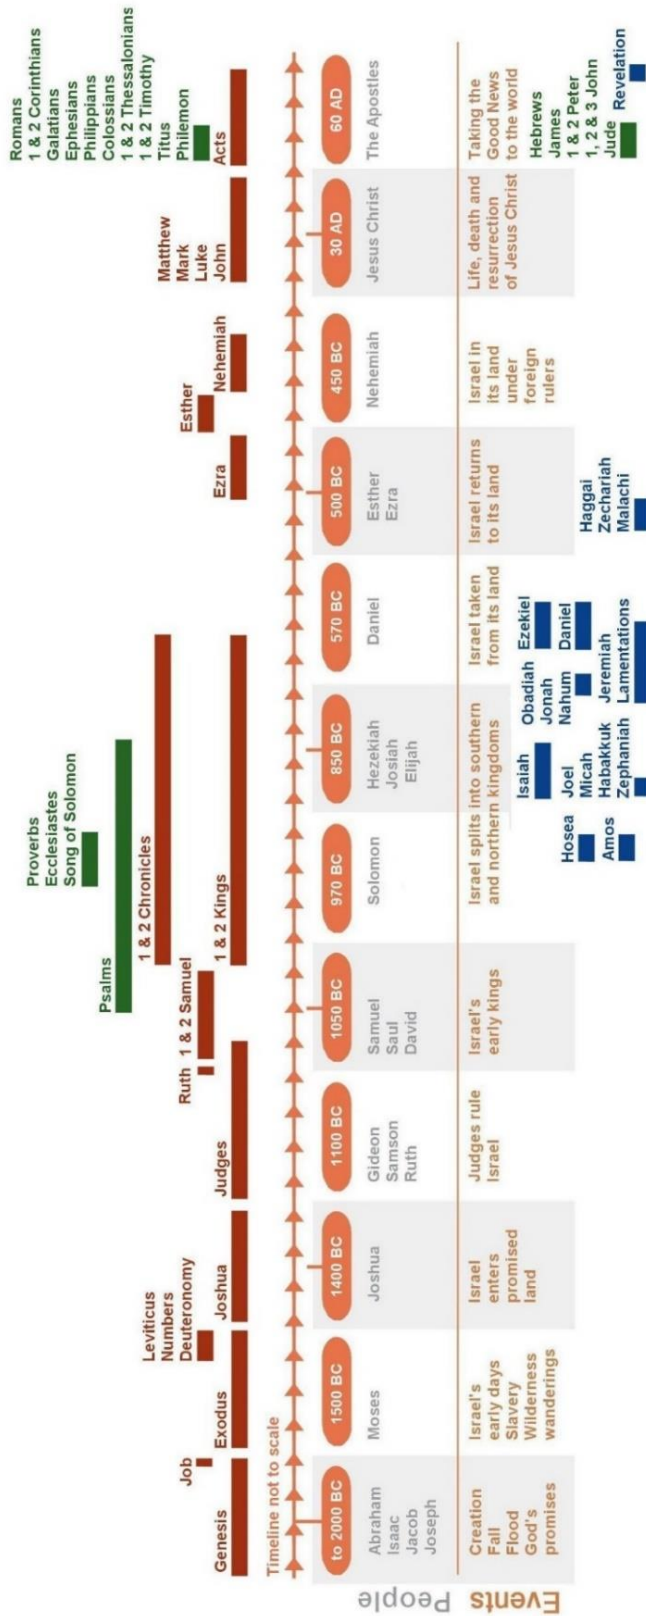 Romans
1 & 2 Corinthians
Galatians
Ephesians
Philippians
Colossians
1 & 2 Thessalonians
1 & 2 Timothy
Titus
Philemon
Proverbs
Ecclesiastes
Song of Solomon
Psalms
1 & 2 Chronicles
Matthew
Mark
Luke
John
Esther
Leviticus
Numbers
Deuteronomy
Job
Ruth
1 & 2 Samuel
Genesis
Exodus
Joshua
Judges
1 & 2 Kings
Ezra
Nehemiah
Acts
Timeline not to scale
to 2000 BC
1500 BC
1400 BC
1100 BC
1050 BC
970 BC
850 BC
570 BC
500 BC
450 BC
30 AD
60 AD
People
Abraham
Isaac
Jacob
Joseph
Moses
Joshua
Gideon
Samson
Ruth
Samuel
Saul
David
Solomon
Hezekiah
Josiah
Elijah
Daniel
Esther
Ezra
Nehemiah
Jesus Christ
The Apostles
Events
Creation
Fall
Flood
God's
promises
Israel's
early days
Slavery
Wilderness
wanderings
Israel
enters
promised
land
Judges rule
Israel
Israel's
early kings
Israel splits into southern
and northern kingdoms
Israel taken
from its land
Israel returns
to its land
Israel in
its land
under
foreign
rulers
Life, death and
resurrection
of Jesus Christ
Taking the
Good News
to the world
Hosea
Amos
Isaiah
Joel
Micah
Habakkuk
Zephaniah
Obadiah
Jonah
Nahum
Jeremiah
Lamentations
Ezekiel
Daniel
Haggai
Zechariah
Malachi
Hebrews
James
1 & 2 Peter
1, 2 & 3 John
Jude
Revelation